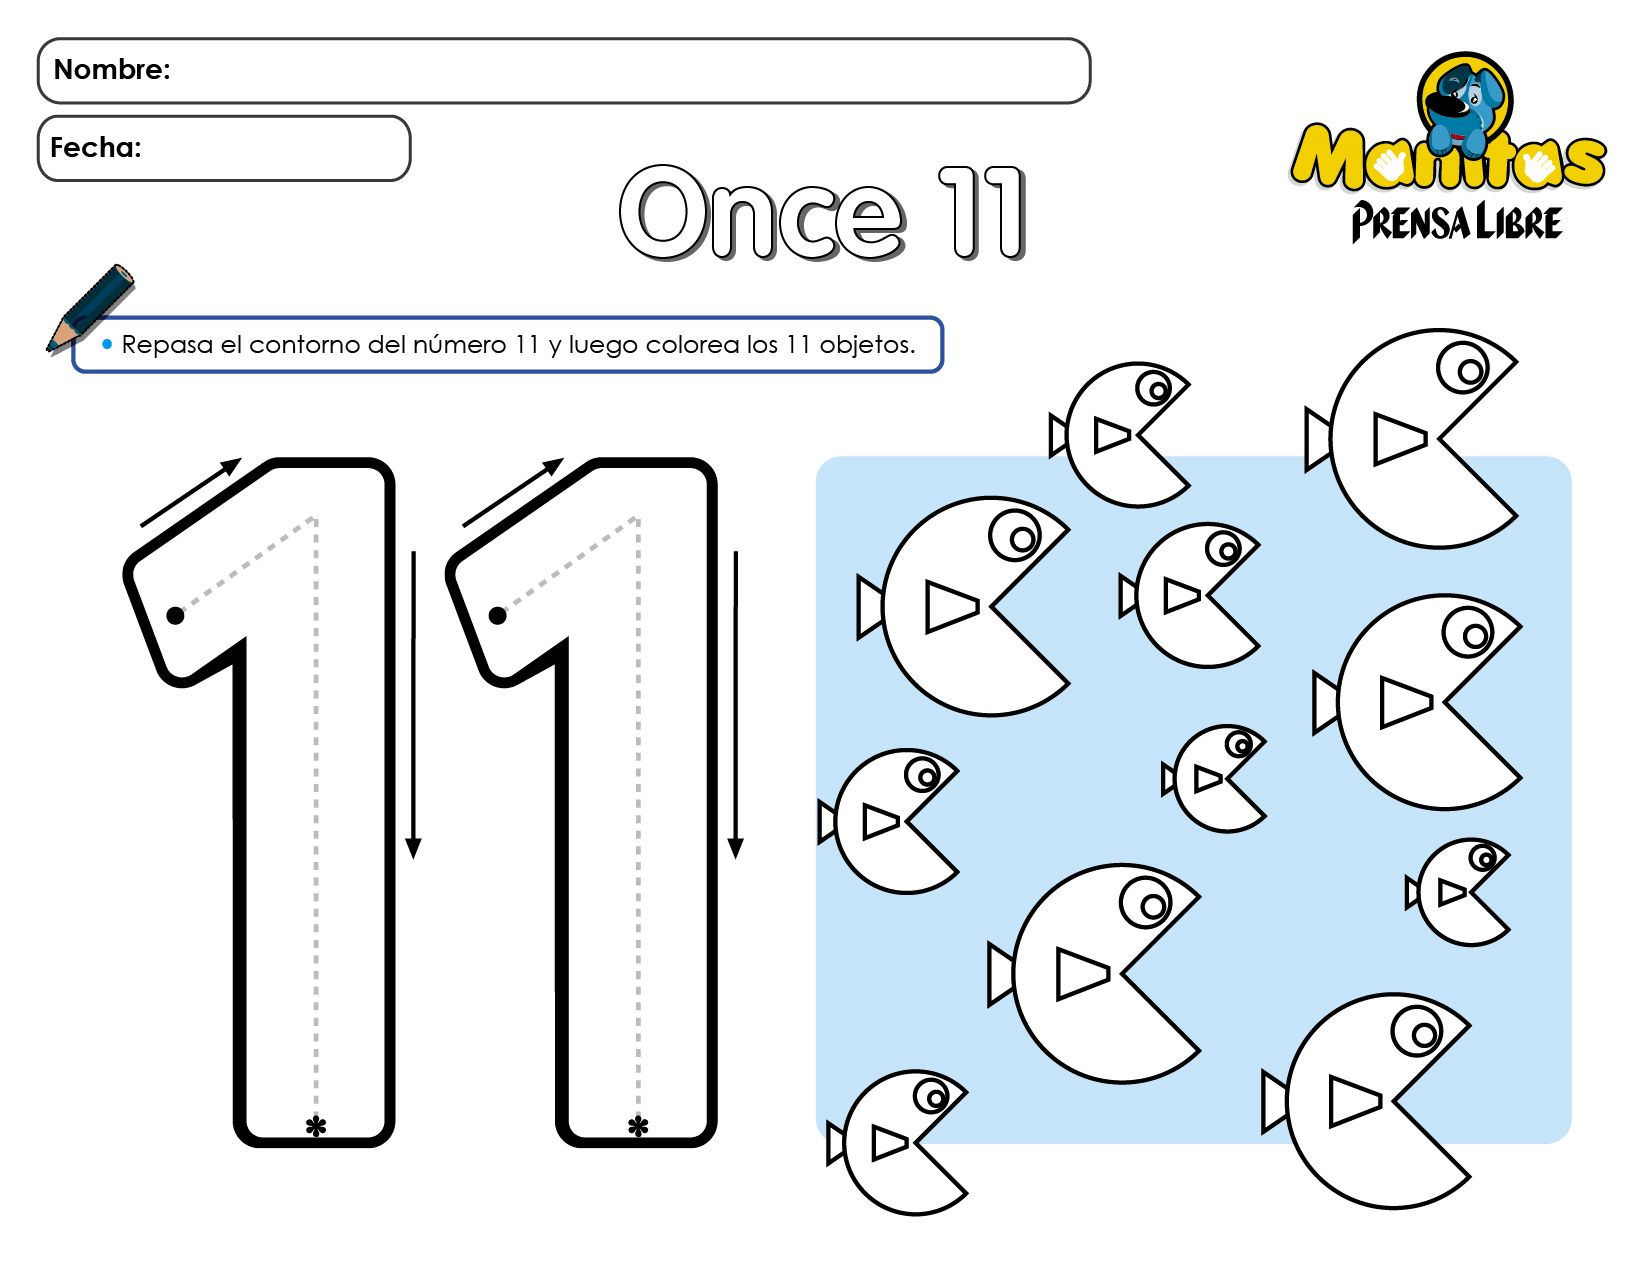 Nombre:
Fecha:
Manitas
PRENSA LIBRE
Once 11
• Repasa el contorno del número 11 y luego colorea los 11 objetos.
11
* *